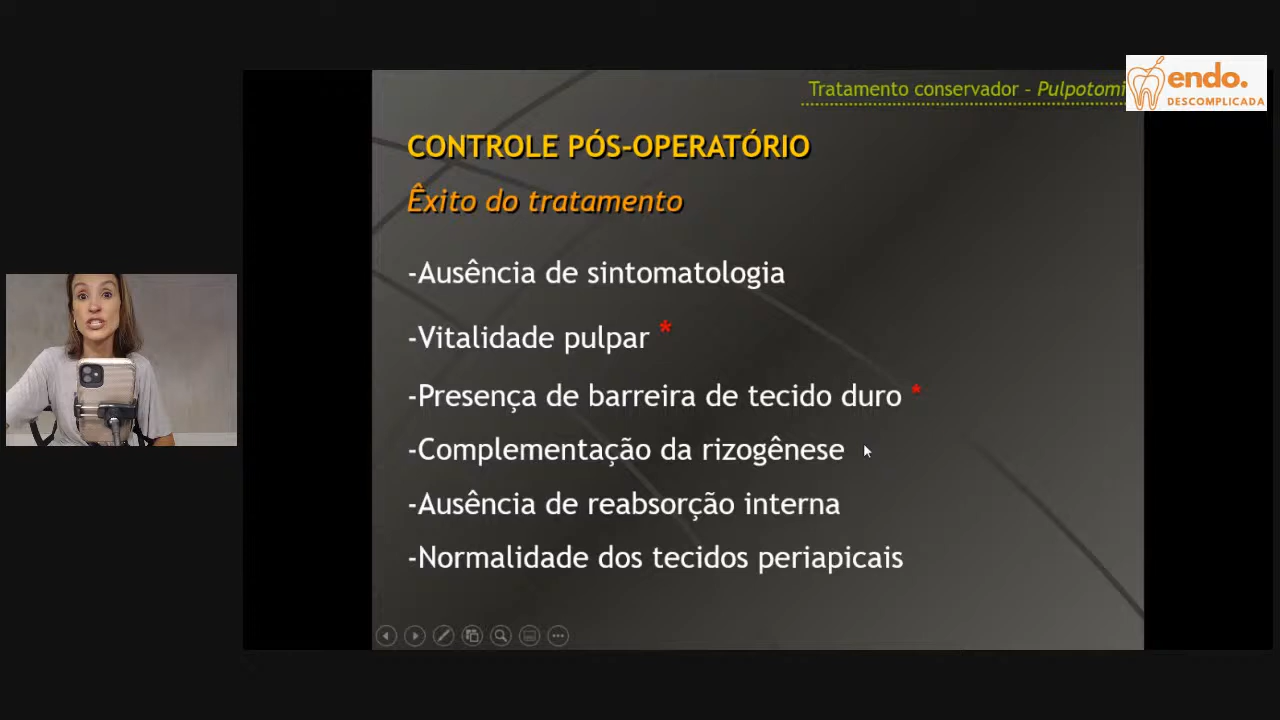 Tratamento conservador – Pulpotomi
endo.
DESCOMPLICADA
CONTROLE PÓS-OPERATÓRIO
Êxito do tratamento
-Ausência de sintomatologia
-Vitalidade pulpar *
-Presença de barreira de tecido duro *
-Complementação da rizogênese
-Ausência de reabsorção interna
-Normalidade dos tecidos periapicais